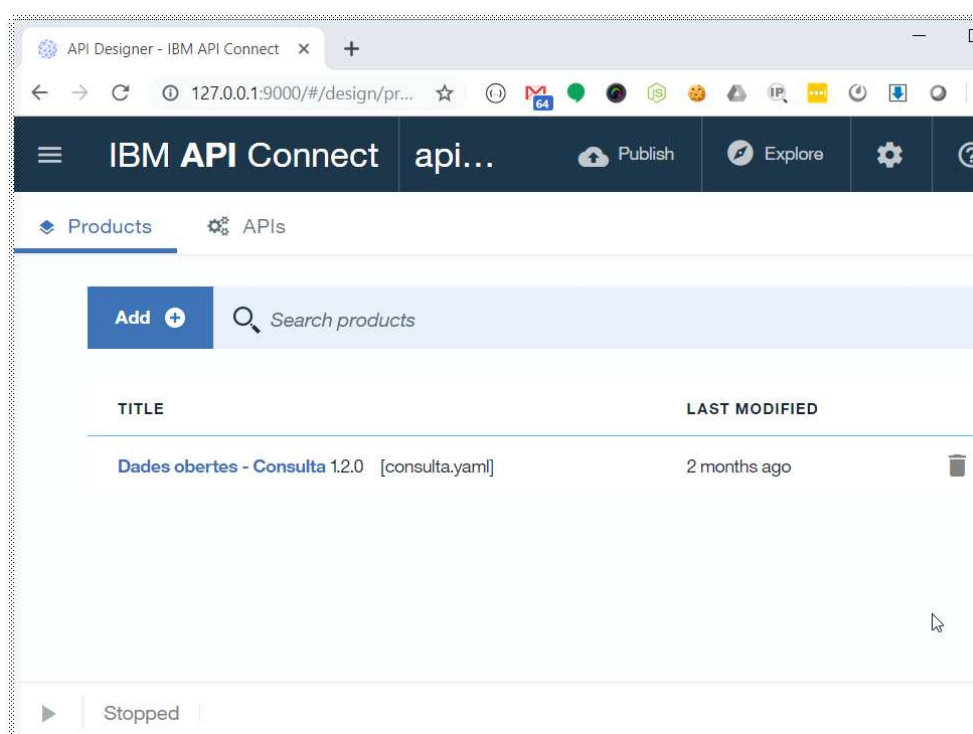 API Designer - IBM API Connect
127.0.0.1:9000/#/design/pr...
64
JS
IP
IBM API Connect
api...
Publish
Explore
Products
APIs
Add
Search products
TITLE
LAST MODIFIED
Dades obertes - Consulta 1.2.0 [consulta.yaml]
2 months ago
Stopped